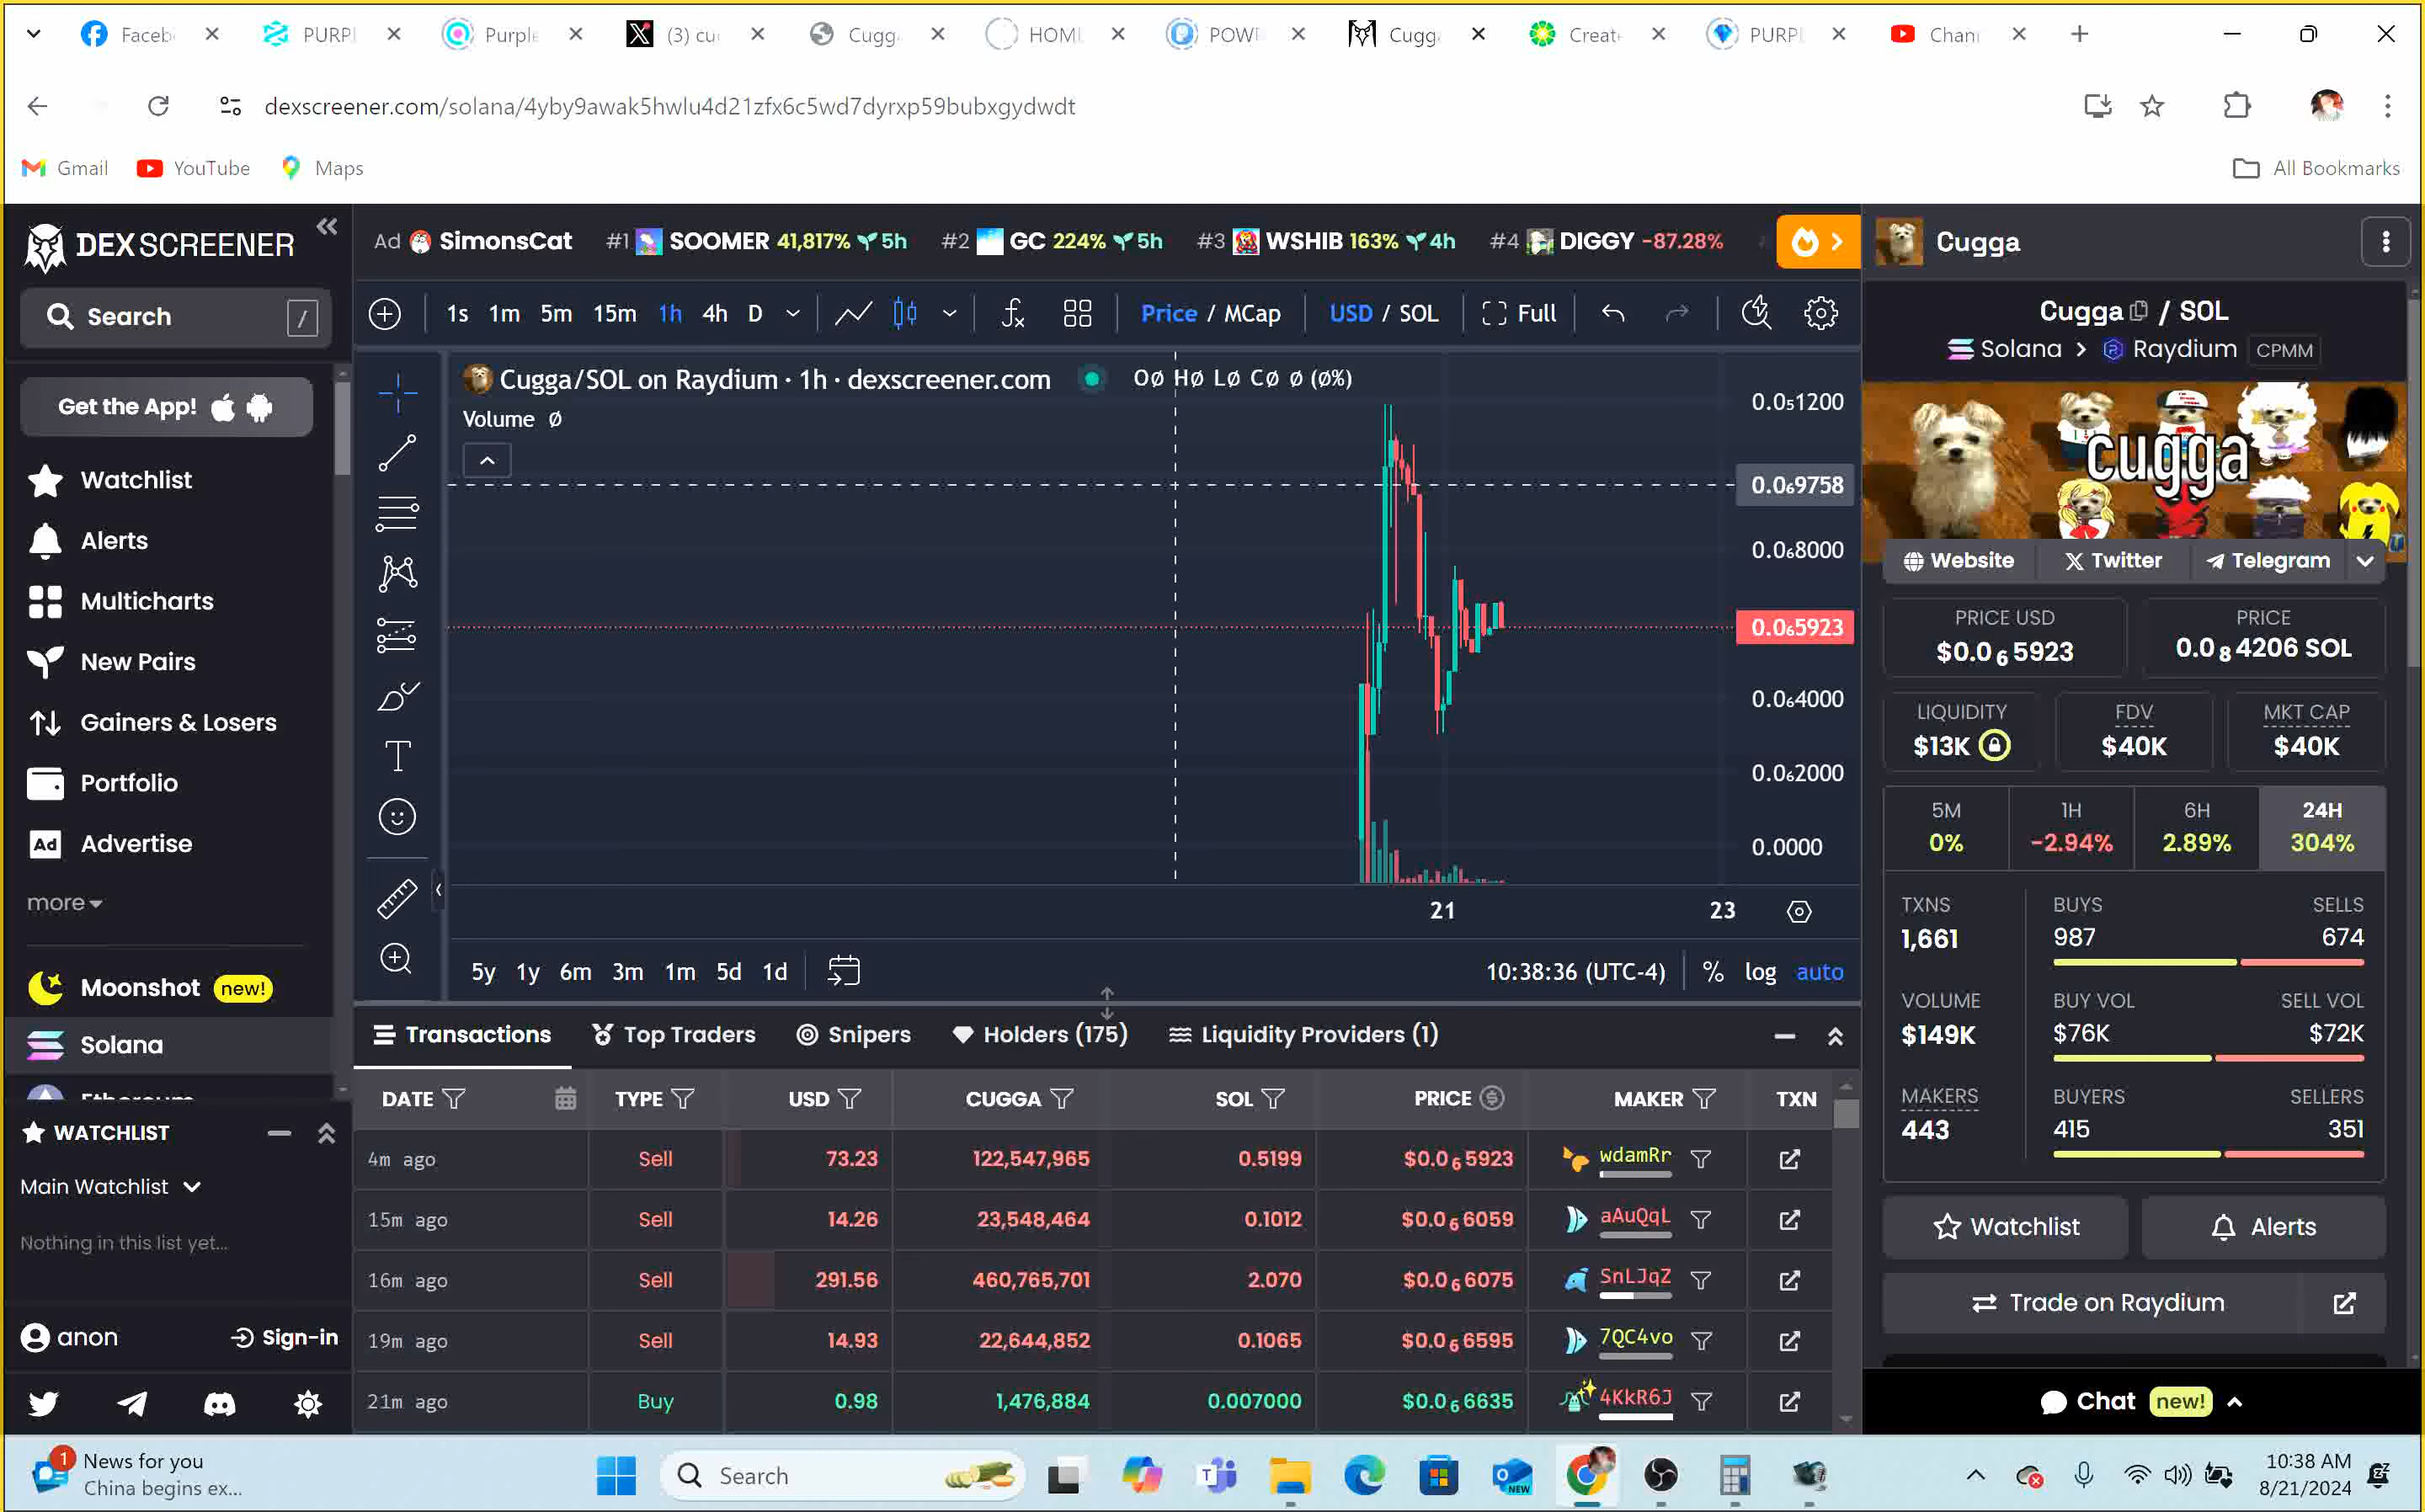 Faceb
PURPI
Purple
(3) cu
Cugg
HOME
POWE
Cugg
Creat
PURPI
Chan
dexscreener.com/solana/4yby9awak5hwlu4d21zfx6c5wd7dyrxp59bubxgydwdt
Gmail
YouTube
Maps
All Bookmarks
DEX SCREENER
Search /
Get the App!
Watchlist
Alerts
Multicharts
New Pairs
Gainers & Losers
Portfolio
Ad Advertise
more
Moonshot new!
Solana
Ethereum
WATCHLIST
Main Watchlist
Nothing in this list yet...
anon Sign-in
Ad SimonsCat #1 SOOMER 41,817% 5h #2 GC 224% 5h #3 WSHIB 163% 4h #4 DIGGY -87.28%
1s 1m 5m 15m 1h 4h D Price / MCap USD / SOL Full
Cugga/SOL on Raydium · 1h · dexscreener.com O∅ H∅ L∅ C∅ ∅ (∅%)
Volume ∅
0.0₅1200
0.0₆9758
0.0₆8000
0.0₆5923
0.0₆4000
0.0₆2000
0.0000
21 23
5y 1y 6m 3m 1m 5d 1d 10:38:36 (UTC-4) % log auto
Transactions Top Traders Snipers Holders (175) Liquidity Providers (1)
DATE TYPE USD CUGGA SOL PRICE MAKER TXN
4m ago Sell 73.23 122,547,965 0.5199 $0.0₆5923 wdamRr
15m ago Sell 14.26 23,548,464 0.1012 $0.0₆6059 aAuQqL
16m ago Sell 291.56 460,765,701 2.070 $0.0₆6075 SnLJqZ
19m ago Sell 14.93 22,644,852 0.1065 $0.0₆6595 7QC4vo
21m ago Buy 0.98 1,476,884 0.007000 $0.0₆6635 4KkR6J
Cugga
Cugga / SOL
Solana > Raydium CPMM
cugga
Website Twitter Telegram
PRICE USD PRICE
$0.0₆5923 0.0₈4206 SOL
LIQUIDITY FDV MKT CAP
$13K $40K $40K
5M 1H 6H 24H
0% -2.94% 2.89% 304%
TXNS BUYS SELLS
1,661 987 674
VOLUME BUY VOL SELL VOL
$149K $76K $72K
MAKERS BUYERS SELLERS
443 415 351
Watchlist Alerts
Trade on Raydium
Chat new!
1 News for you
China begins ex...
Search
NEW
10:38 AM
8/21/2024